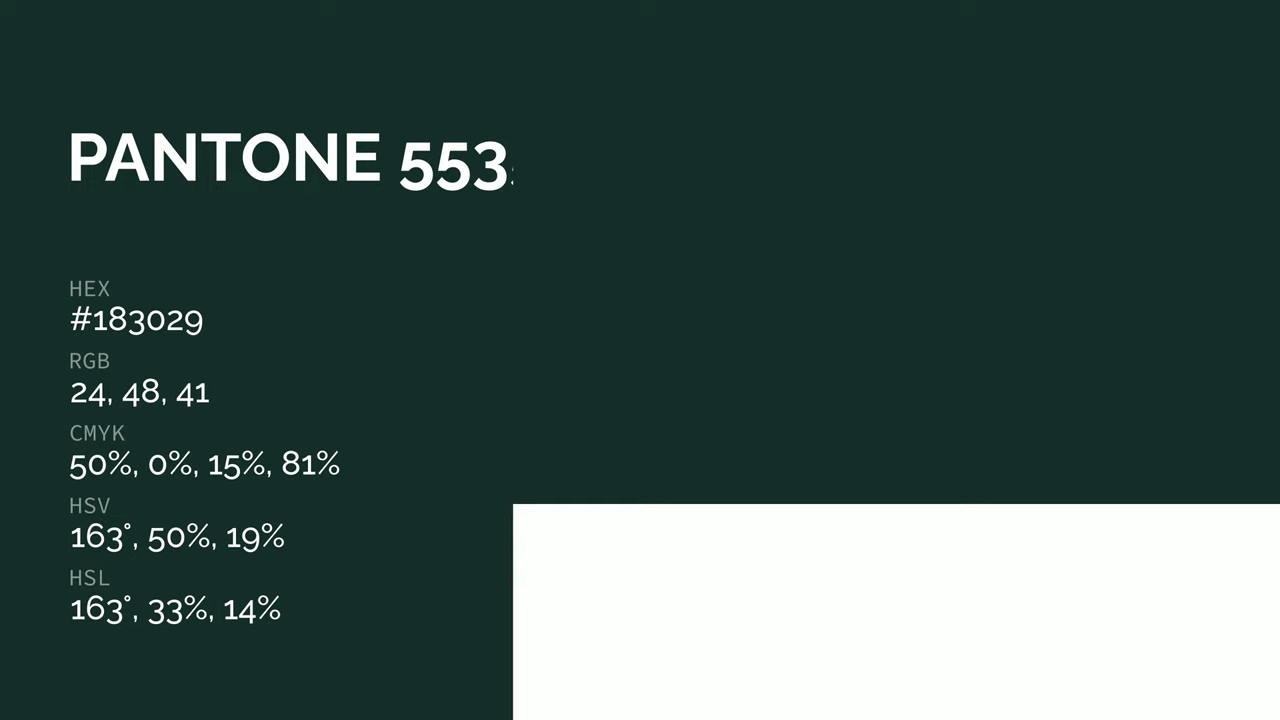 PANTONE 553
HEX
#183029
RGB
24, 48, 41
CMYK
50%, 0%, 15%, 81%
HSV
163°, 50%, 19%
HSL
163°, 33%, 14%